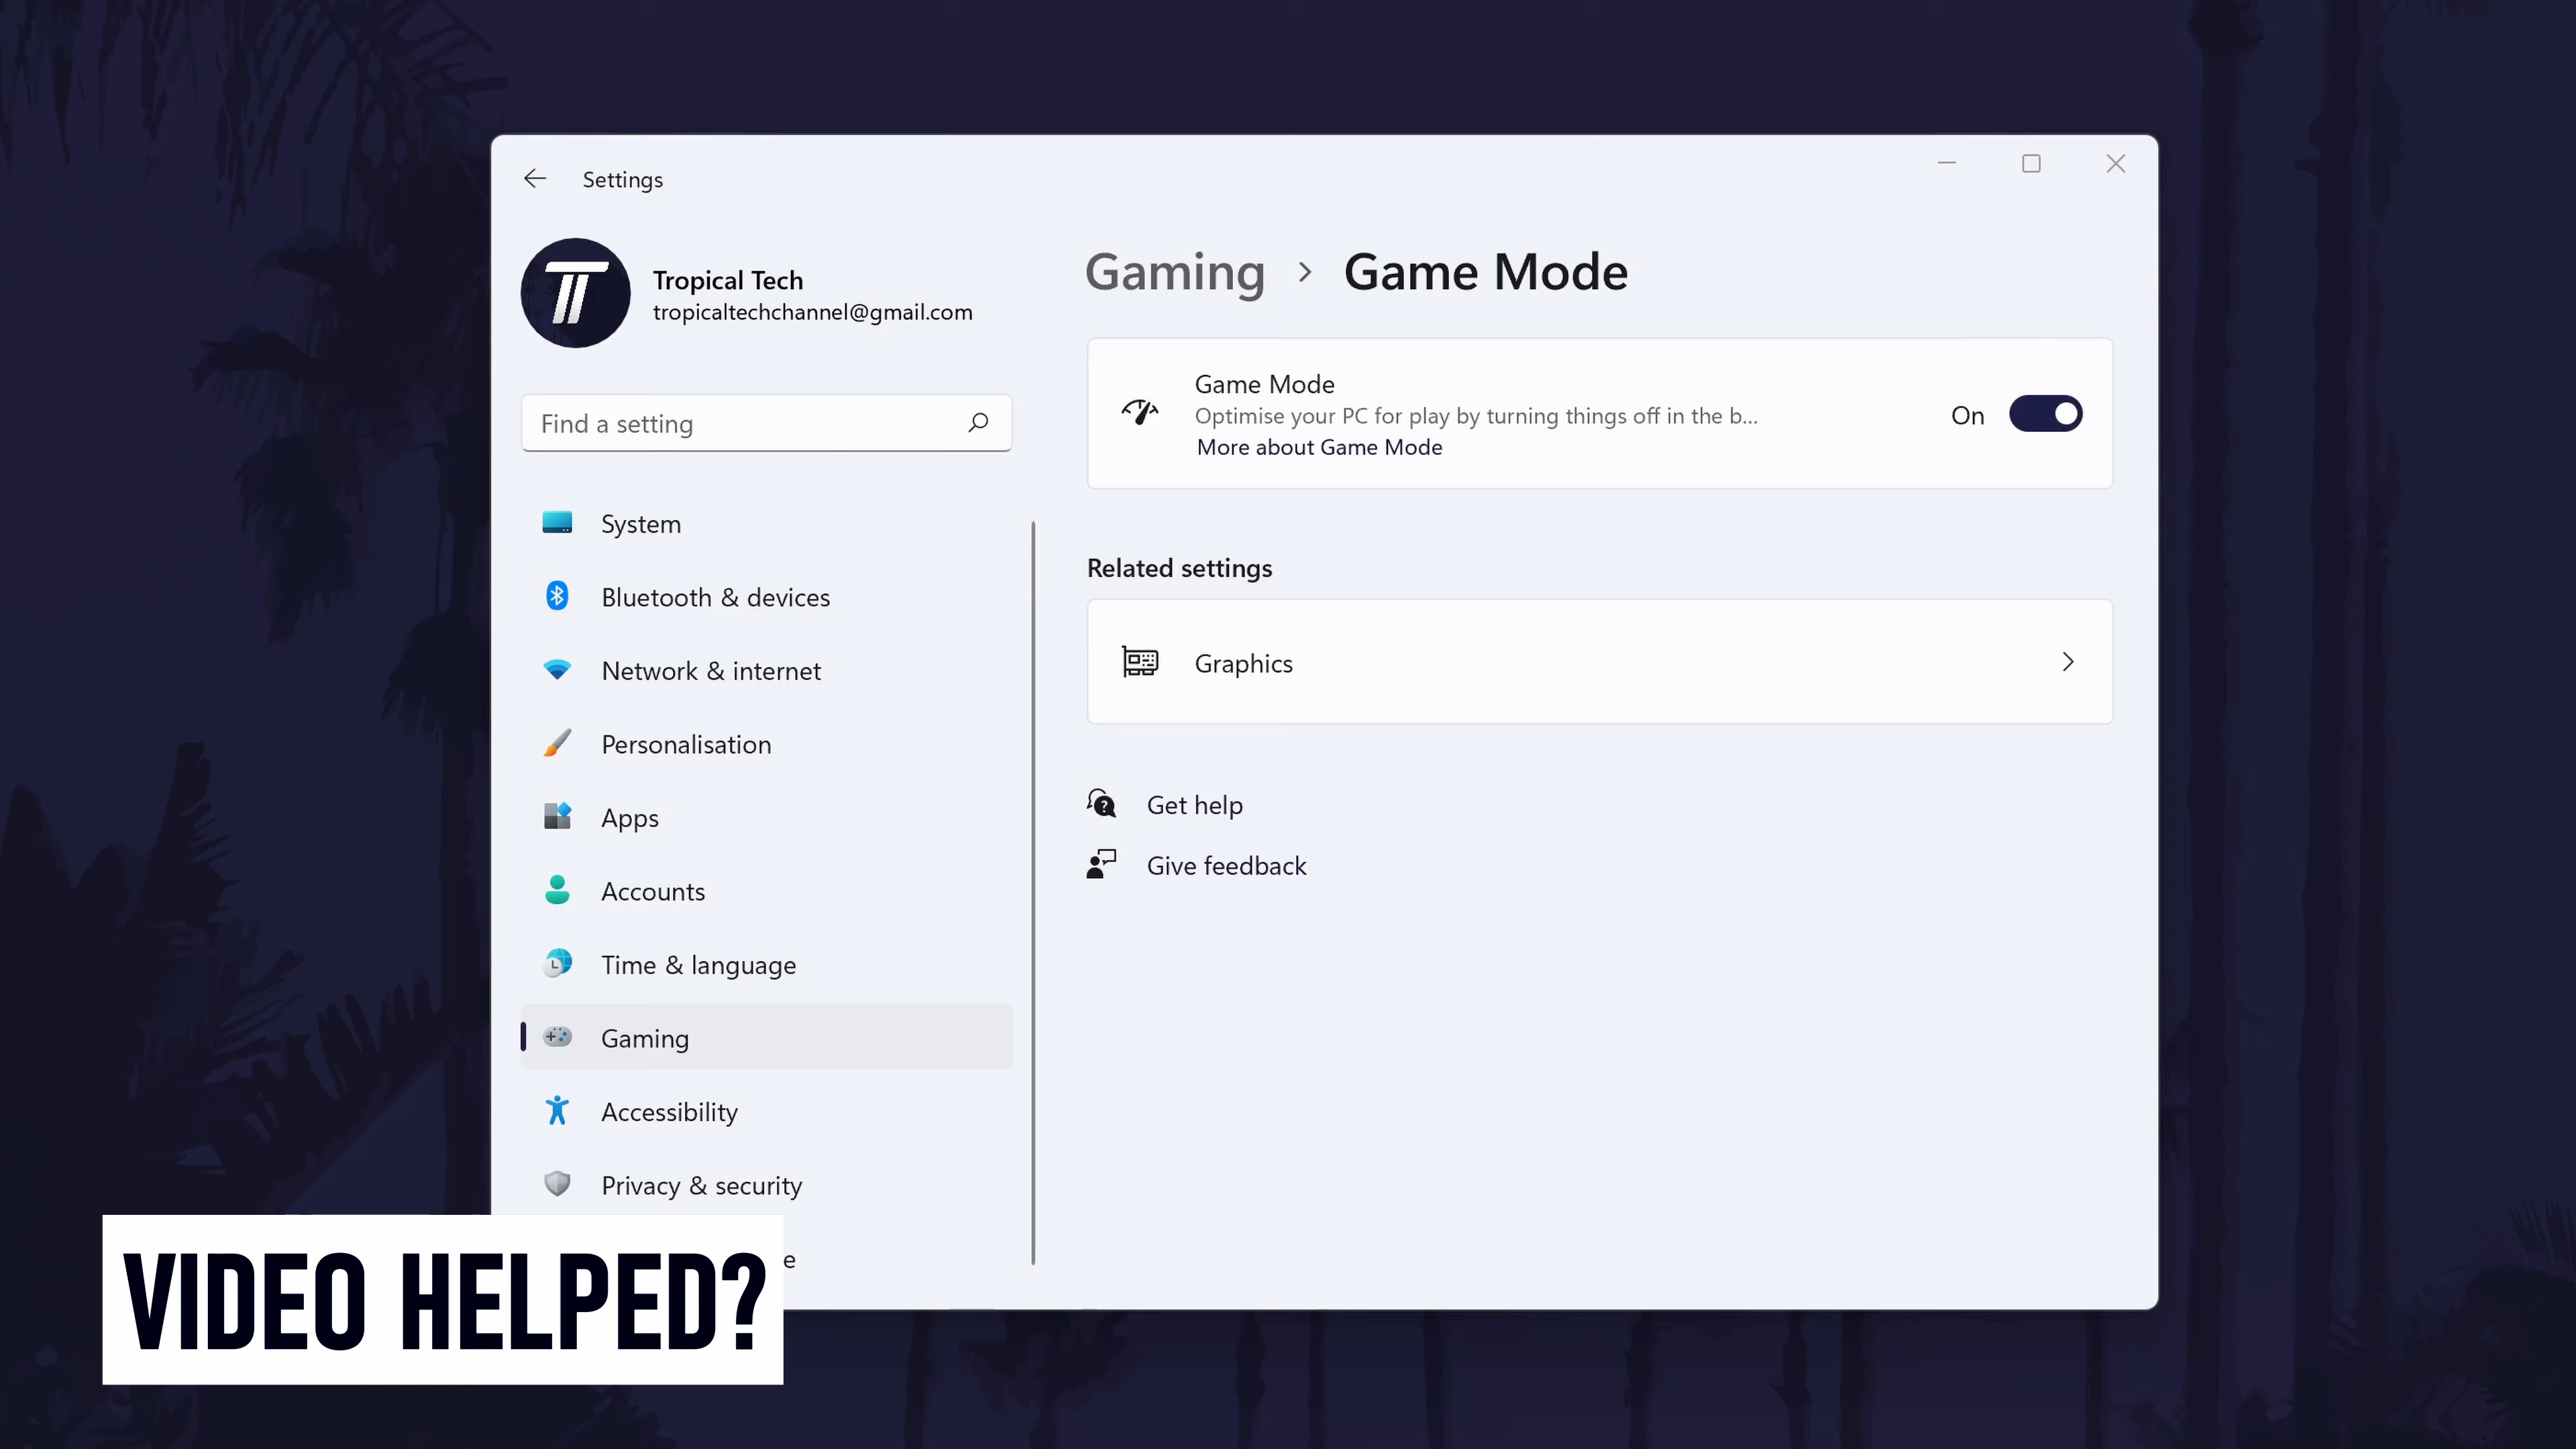 Settings
Tropical Tech
tropicaltechchannel@gmail.com
Find a setting
System
Bluetooth & devices
Network & internet
Personalisation
Apps
Accounts
Time & language
Gaming
Accessibility
Privacy & security
Gaming > Game Mode
Game Mode
Optimise your PC for play by turning things off in the b...
More about Game Mode
On
Related settings
Graphics
Get help
Give feedback
VIDEO HELPED?